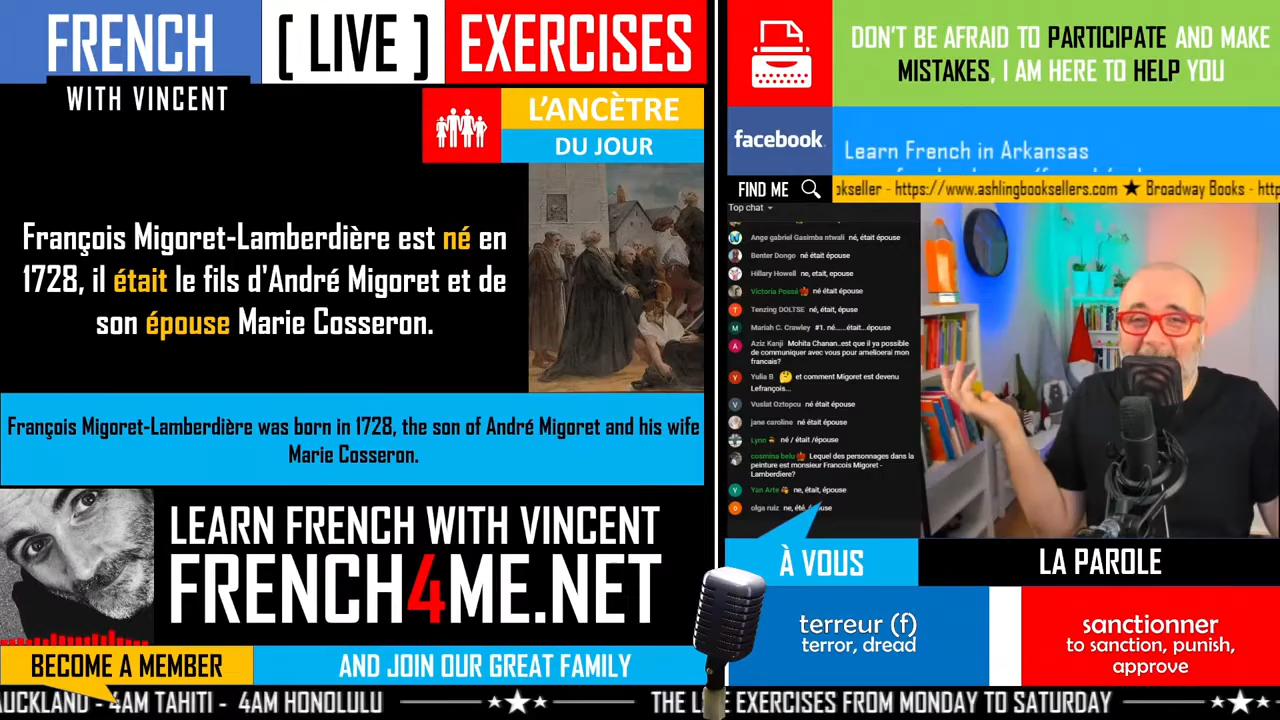 FRENCH
WITH VINCENT
[ LIVE ]
EXERCISES
L'ANCÈTRE
DU JOUR
François Migoret-Lamberdière est né en
1728, il était le fils d'André Migoret et de
son épouse Marie Cosseron.
François Migoret-Lamberdière was born in 1728, the son of André Migoret and his wife
Marie Cosseron.
LEARN FRENCH WITH VINCENT
FRENCH4ME.NET
BECOME A MEMBER
AND JOIN OUR GREAT FAMILY
AUCKLAND - 4AM TAHITI - 4AM HONOLULU
THE EXERCISES FROM MONDAY TO SATURDAY
DON'T BE AFRAID TO PARTICIPATE AND MAKE
MISTAKES, I AM HERE TO HELP YOU
facebook.
Learn French in Arkansas
FIND ME
okseller - https://www.ashlingbooksellers.com ★ Broadway Books - http
Top chat
Ange gabriel Gasimba ntwali né, était épouse
Benter Dongo né était épouse
Hillary Howell ne, etait, epouse
Victoria Possé né était épouse
Tenzing DOLTSE né, était, épuse
Mariah C. Crawley #1. né......était...épouse
Aziz Kanji Mohita Chanan..est que il ya possible
de communiquer avec vous pour amelioerai mon
francais?
Yulia B 🤔 et comment Migoret est devenu
Lefrançois...
Vuslat Oztopcu né était épouse
jane caroline né était épouse
Lynn né / était /épouse
cosmina belu Lequel des personnages dans la
peinture est monsieur Francois Migoret -
Lamberdiere?
Yan Arte ne, était, épouse
olga ruiz ne, été,
À VOUS
LA PAROLE
terreur (f)
terror, dread
sanctionner
to sanction, punish,
approve